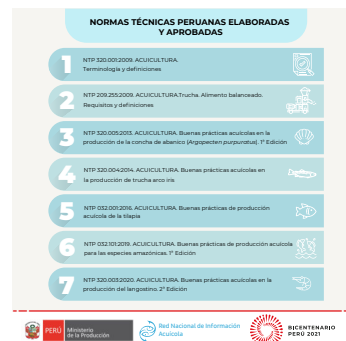 NORMAS TÉCNICAS PERUANAS ELABORADAS
Y APROBADAS
1
NTP 320.001:2009. ACUICULTURA.
Terminología y definiciones
2
NTP 209.255:2009. ACUICULTURA.Trucha. Alimento balanceado.
Requisitos y definiciones
3
NTP 320.005:2013. ACUICULTURA. Buenas prácticas acuícolas en la
producción de la concha de abanico (Argopecten purpuratus). 1° Edición
4
NTP 320.004:2014. ACUICULTURA. Buenas prácticas acuícolas en
la producción de trucha arco iris
5
NTP 032.001:2016. ACUICULTURA. Buenas prácticas de producción
acuícola de la tilapia
6
NTP 032.101:2019. ACUICULTURA. Buenas prácticas de producción acuícola
para las especies amazónicas. 1° Edición
7
NTP 320.003:2020. ACUICULTURA. Buenas prácticas acuícolas en la
producción del langostino. 2° Edición
PERÚ
Ministerio
de la Producción
Red Nacional de Información
Acuícola
BICENTENARIO
PERÚ 2021